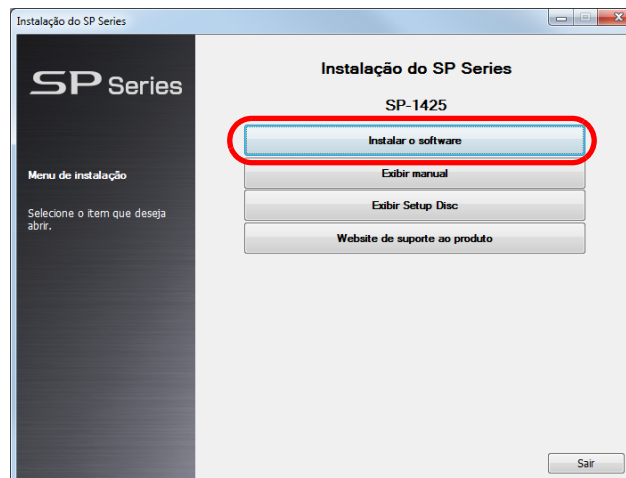 Instalação do SP Series
SP Series
Instalação do SP Series
SP-1425
Instalar o software
Menu de instalação
Exibir manual
Selecione o item que deseja
abrir.
Exibir Setup Disc
Website de suporte ao produto
Sair